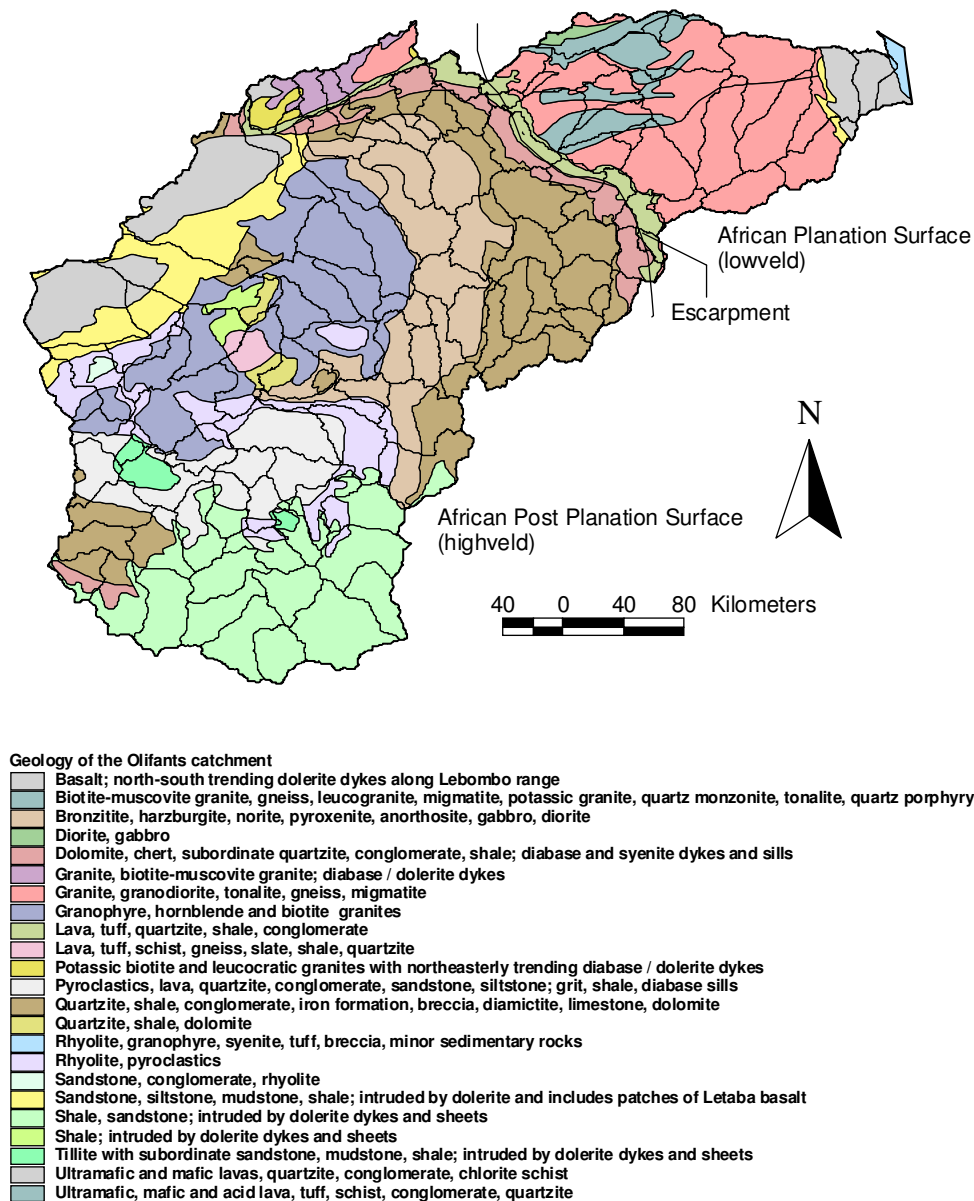 African Planation Surface
(lowveld)
Escarpment
N
African Post Planation Surface
(highveld)
40 0 40 80 Kilometers
Geology of the Olifants catchment
Basalt; north-south trending dolerite dykes along Lebombo range
Biotite-muscovite granite, gneiss, leucogranite, migmatite, potassic granite, quartz monzonite, tonalite, quartz porphyry
Bronzitite, harzburgite, norite, pyroxenite, anorthosite, gabbro, diorite
Diorite, gabbro
Dolomite, chert, subordinate quartzite, conglomerate, shale; diabase and syenite dykes and sills
Granite, biotite-muscovite granite; diabase / dolerite dykes
Granite, granodiorite, tonalite, gneiss, migmatite
Granophyre, hornblende and biotite granites
Lava, tuff, quartzite, shale, conglomerate
Lava, tuff, schist, gneiss, slate, shale, quartzite
Potassic biotite and leucocratic granites with northeasterly trending diabase / dolerite dykes
Pyroclastics, lava, quartzite, conglomerate, sandstone, siltstone; grit, shale, diabase sills
Quartzite, shale, conglomerate, iron formation, breccia, diamictite, limestone, dolomite
Quartzite, shale, dolomite
Rhyolite, granophyre, syenite, tuff, breccia, minor sedimentary rocks
Rhyolite, pyroclastics
Sandstone, conglomerate, rhyolite
Sandstone, siltstone, mudstone, shale; intruded by dolerite and includes patches of Letaba basalt
Shale, sandstone; intruded by dolerite dykes and sheets
Shale; intruded by dolerite dykes and sheets
Tillite with subordinate sandstone, mudstone, shale; intruded by dolerite dykes and sheets
Ultramafic and mafic lavas, quartzite, conglomerate, chlorite schist
Ultramafic, mafic and acid lava, tuff, schist, conglomerate, quartzite